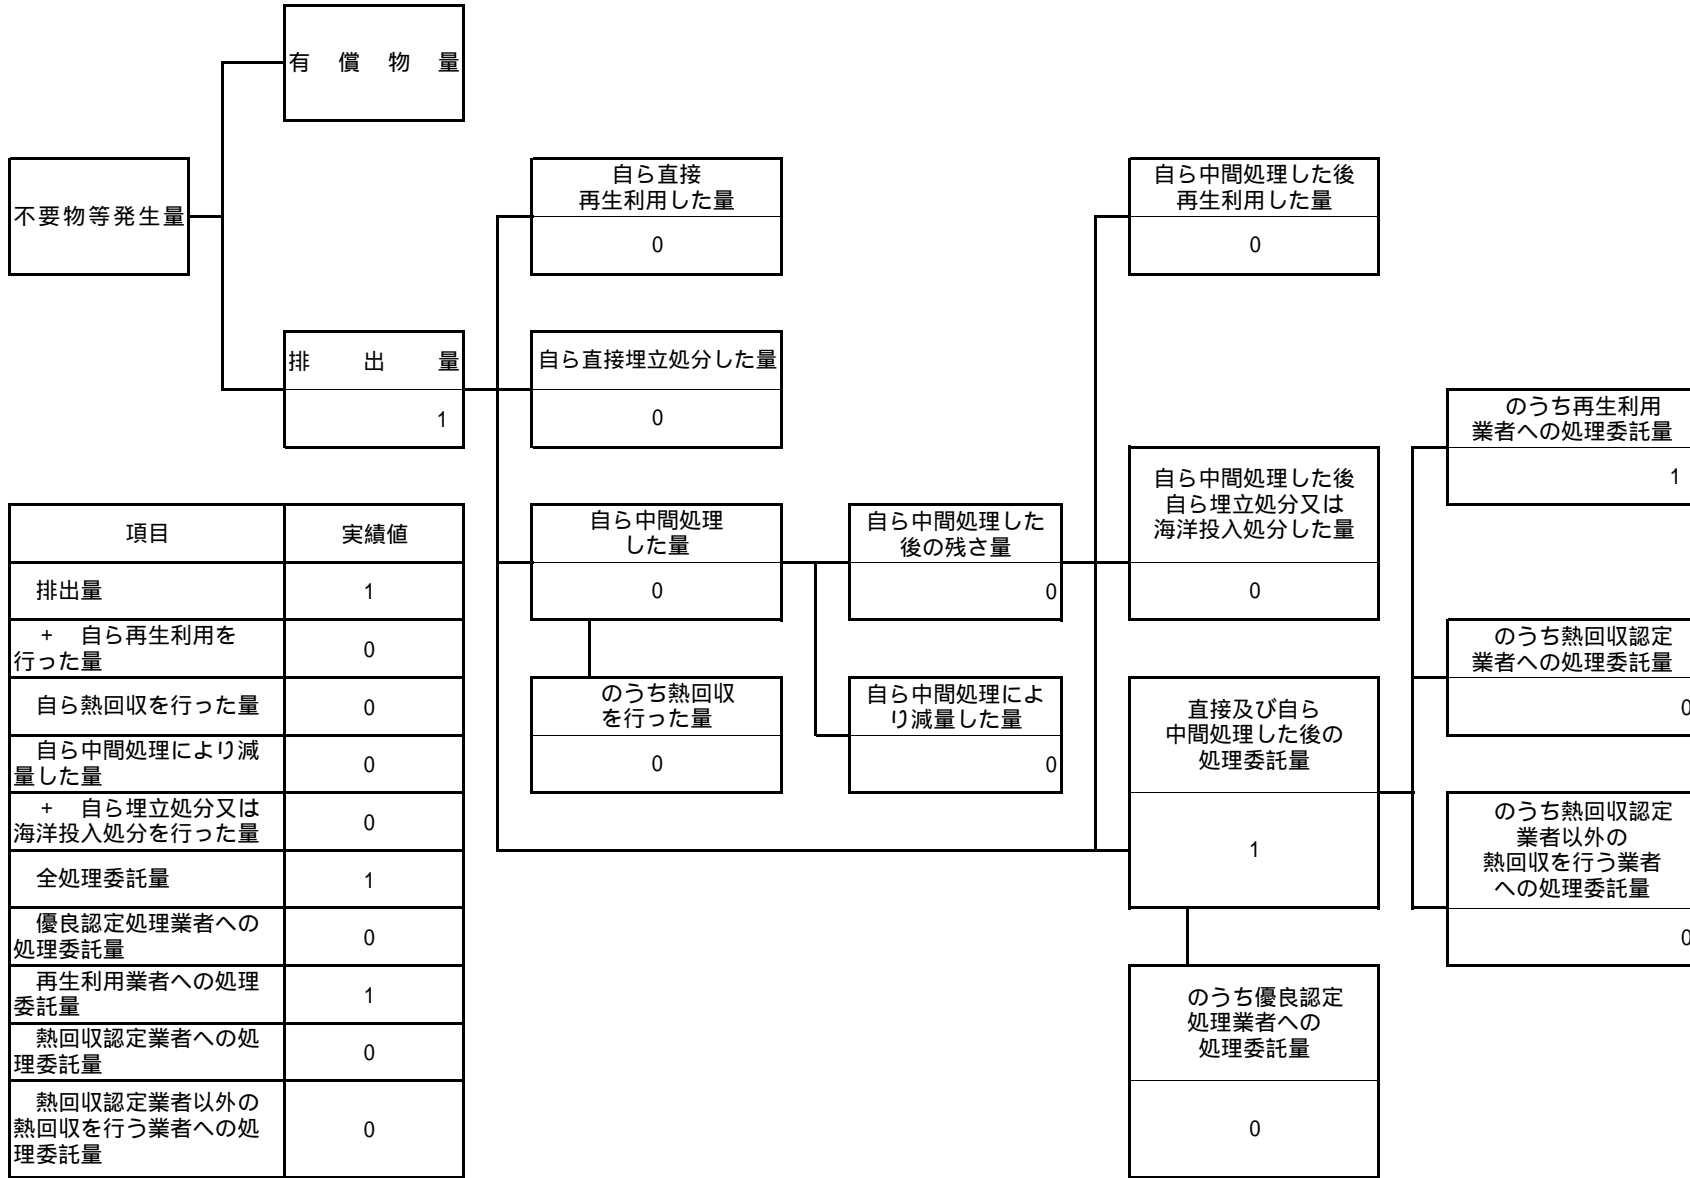 有 償 物 量
不要物等発生量
自ら直接
再生利用した量
0
自ら中間処理した後
再生利用した量
0
排 出 量
1
自ら直接埋立処分した量
0
のうち再生利用
業者への処理委託量
1
自ら中間処理
した量
0
自ら中間処理した
後の残さ量
0
自ら中間処理した後
自ら埋立処分又は
海洋投入処分した量
0
のうち熱回収認定
業者への処理委託量
0
のうち熱回収
を行った量
0
自ら中間処理によ
り減量した量
0
直接及び自ら
中間処理した後の
処理委託量
1
のうち熱回収認定
業者以外の
熱回収を行う業者
への処理委託量
0
のうち優良認定
処理業者への
処理委託量
0
項目 実績値
排出量 1
+ 自ら再生利用を
行った量 0
自ら熱回収を行った量 0
自ら中間処理により減
量した量 0
+ 自ら埋立処分又は
海洋投入処分を行った量 0
全処理委託量 1
優良認定処理業者への
処理委託量 0
再生利用業者への処理
委託量 1
熱回収認定業者への処
理委託量 0
熱回収認定業者以外の
熱回収を行う業者への処
理委託量 0